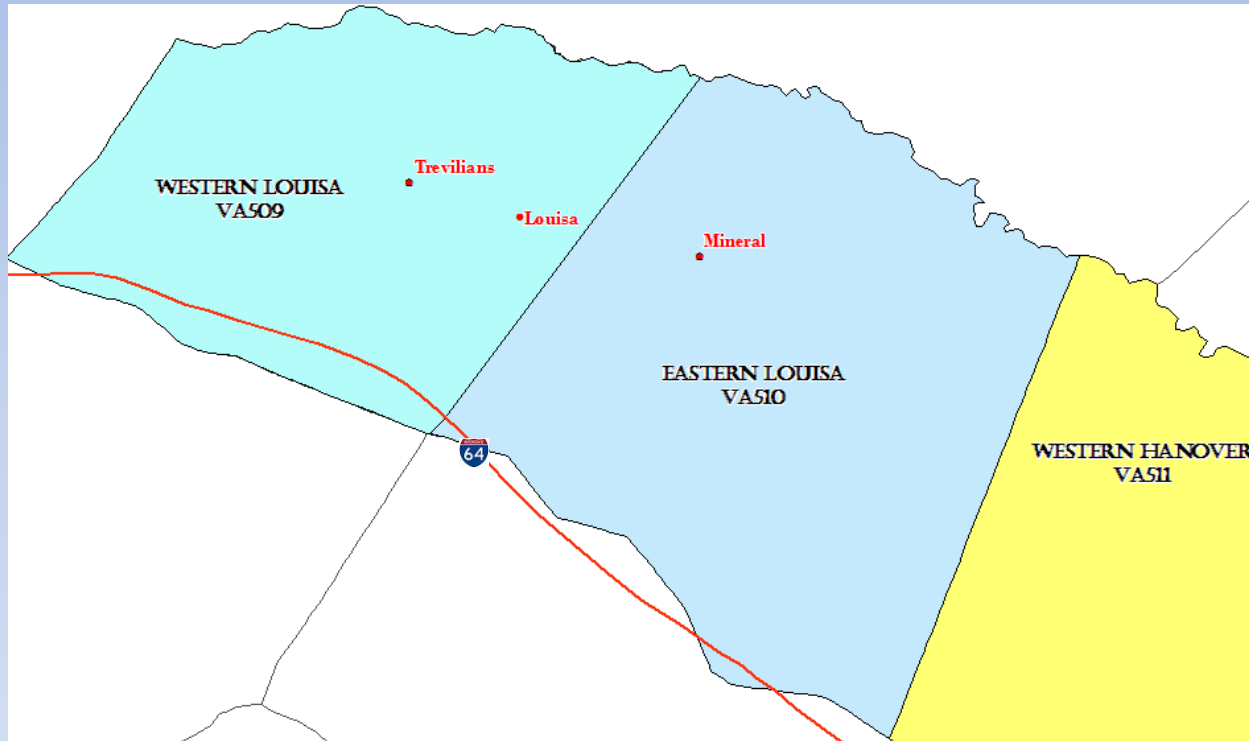 Trevilians
WESTERN LOUISA
VA509
Louisa
Mineral
EASTERN LOUISA
VA510
WESTERN HANOVER
VA511
64